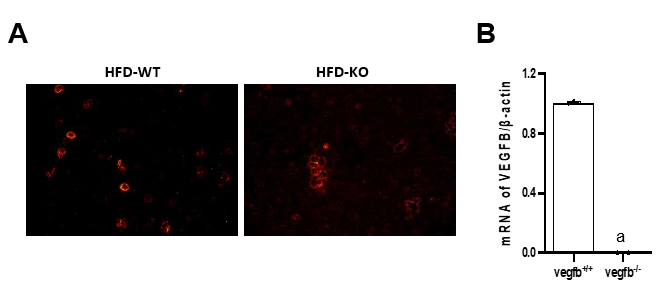 A
B
HFD-WT
HFD-KO
mRNA of VEGFB/β-actin
1.2
0.8
0.4
0.0
a
vegfb+/+
vegfb-/-